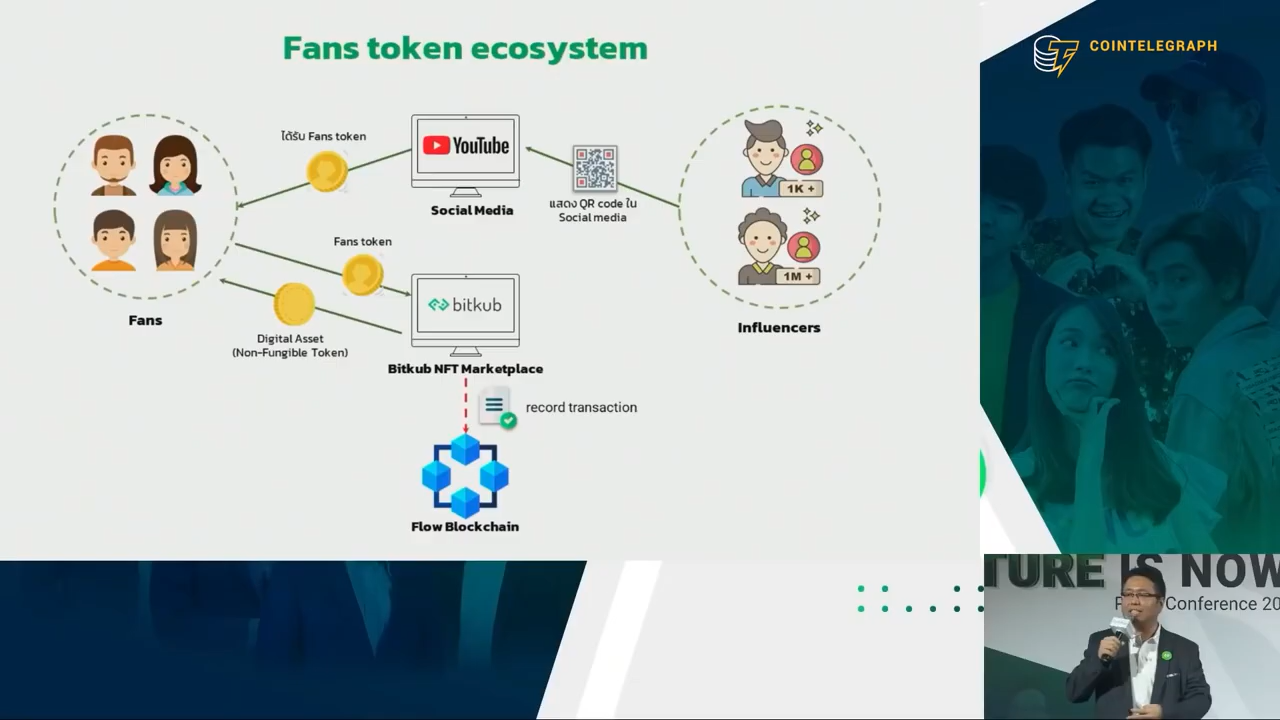 Fans token ecosystem
COINTELEGRAPH
ได้รับ Fans token
YouTube
Social Media
แสดง QR code ใน
Social media
1K +
1M +
Influencers
Fans token
bitkub
Fans
Digital Asset
(Non-Fungible Token)
Bitkub NFT Marketplace
record transaction
Flow Blockchain
TURE IS NOW
Conference 20